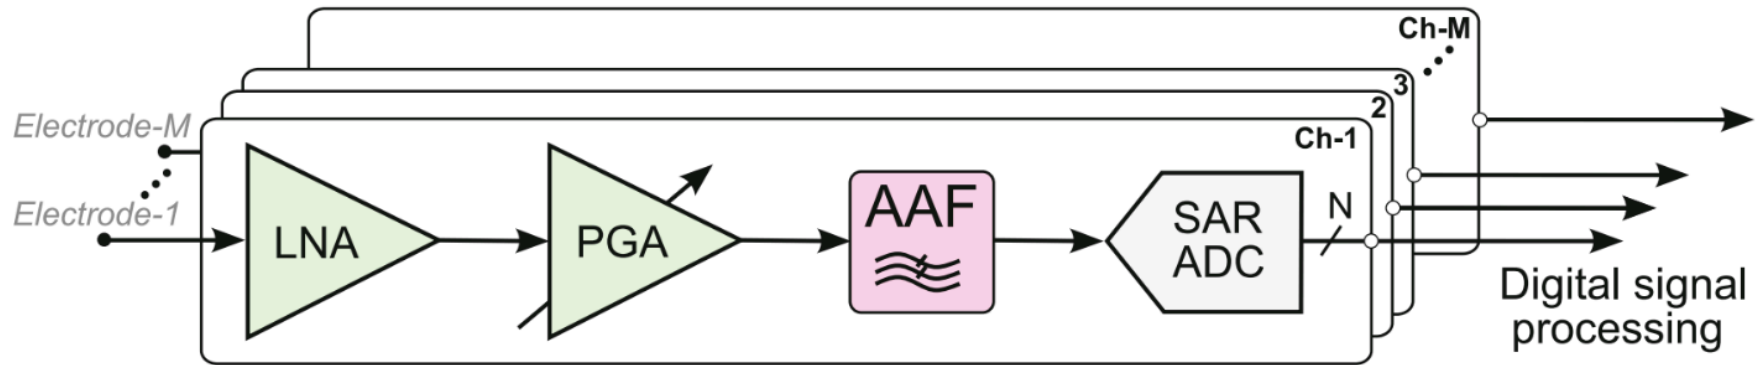 Ch-M
3
2
Electrode-M
Ch-1
Electrode-1
LNA
PGA
AAF
SAR
ADC
N
Digital signal
processing